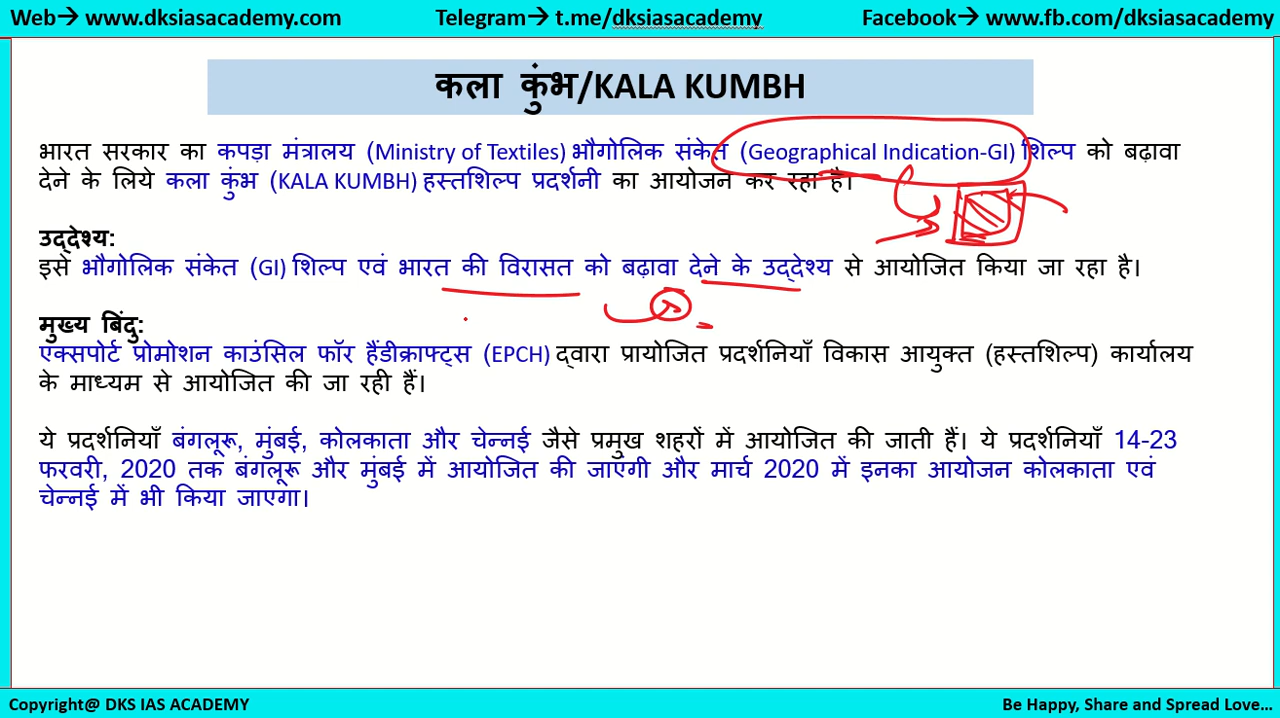 Web→ www.dksiasacademy.com Telegram→ t.me/dksiasacademy Facebook→ www.fb.com/dksiasacademy
कला कुंभ/KALA KUMBH
भारत सरकार का कपड़ा मंत्रालय (Ministry of Textiles) भौगोलिक संकेत (Geographical Indication-GI) शिल्प को बढ़ावा
देने के लिये कला कुंभ (KALA KUMBH) हस्तशिल्प प्रदर्शनी का आयोजन कर रहा है।
उद्देश्य:
इसे भौगोलिक संकेत (GI) शिल्प एवं भारत की विरासत को बढ़ावा देने के उद्देश्य से आयोजित किया जा रहा है।
मुख्य बिंदु:
एक्सपोर्ट प्रोमोशन काउंसिल फॉर हैंडीक्राफ्ट्स (EPCH) द्वारा प्रायोजित प्रदर्शनियाँ विकास आयुक्त (हस्तशिल्प) कार्यालय
के माध्यम से आयोजित की जा रही हैं।
ये प्रदर्शनियाँ बंगलूरू, मुंबई, कोलकाता और चेन्नई जैसे प्रमुख शहरों में आयोजित की जाती हैं। ये प्रदर्शनियाँ 14-23
फरवरी, 2020 तक बंगलूरू और मुंबई में आयोजित की जाएंगी और मार्च 2020 में इनका आयोजन कोलकाता एवं
चेन्नई में भी किया जाएगा।
Copyright@ DKS IAS ACADEMY Be Happy, Share and Spread Love...